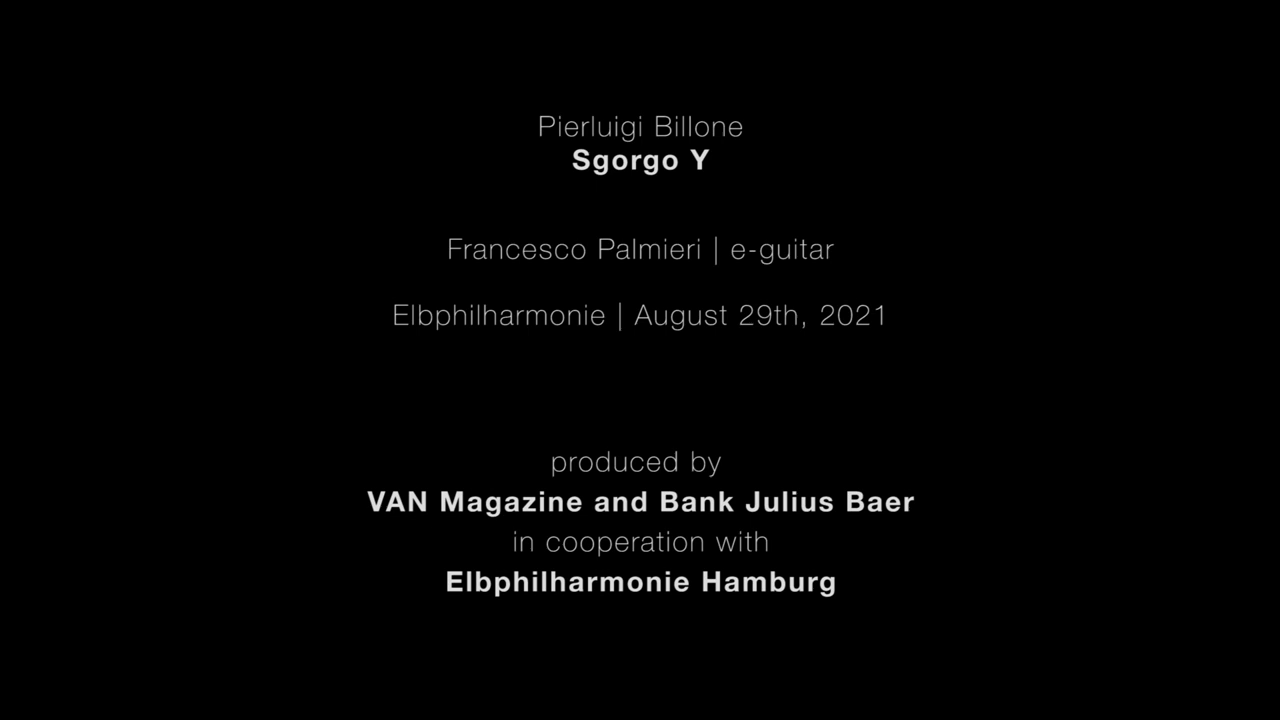 Pierluigi Billone
Sgorgo Y
Francesco Palmieri | e-guitar
Elbphilharmonie | August 29th, 2021
produced by
VAN Magazine and Bank Julius Baer
in cooperation with
Elbphilharmonie Hamburg